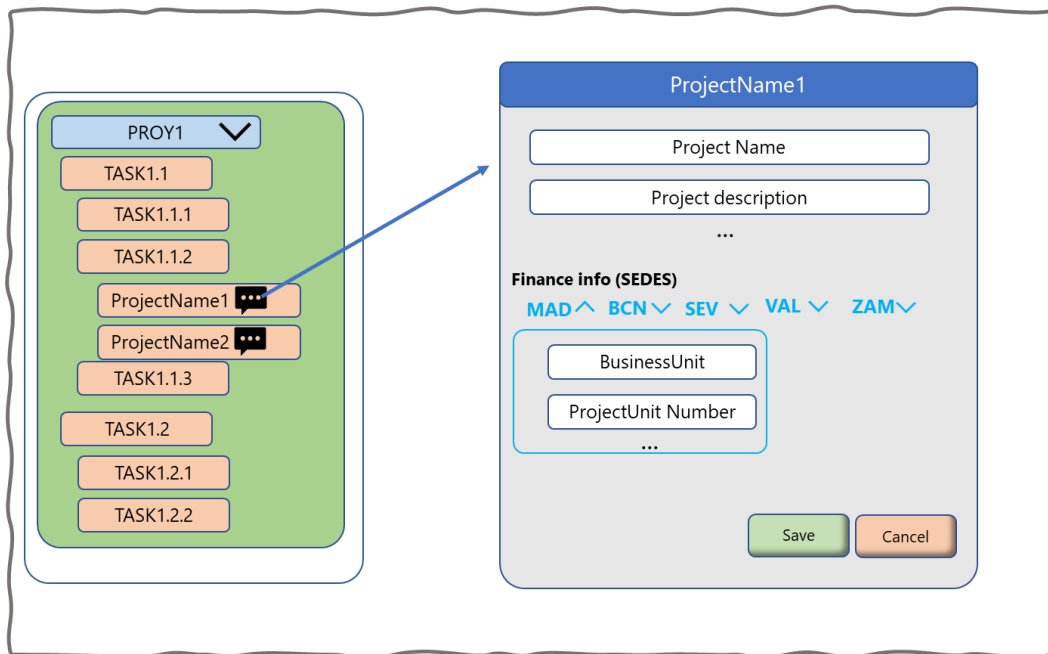 PROY1
TASK1.1
TASK1.1.1
TASK1.1.2
ProjectName1
ProjectName2
TASK1.1.3
TASK1.2
TASK1.2.1
TASK1.2.2
ProjectName1
Project Name
Project description
...
Finance info (SEDES)
MAD BCN SEV VAL ZAM
BusinessUnit
ProjectUnit Number
...
Save Cancel